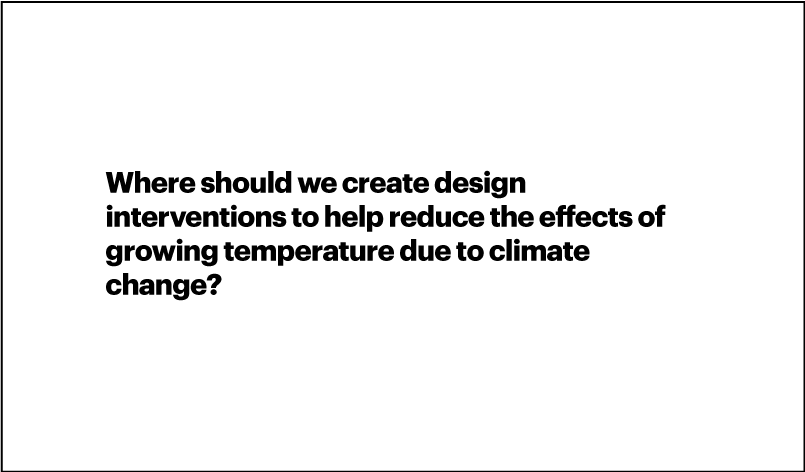 Where should we create design
interventions to help reduce the effects of
growing temperature due to climate
change?